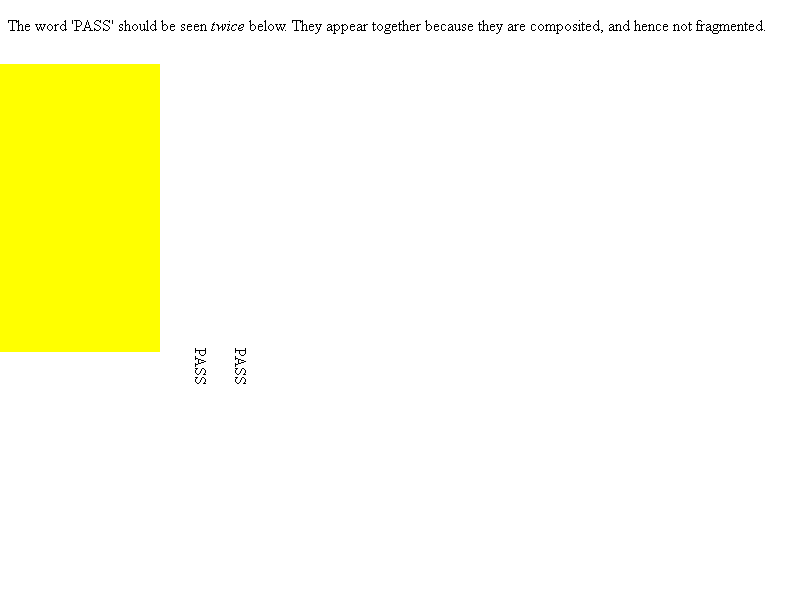 The word 'PASS' should be seen twice below. They appear together because they are composited, and hence not fragmented.
PASS
PASS